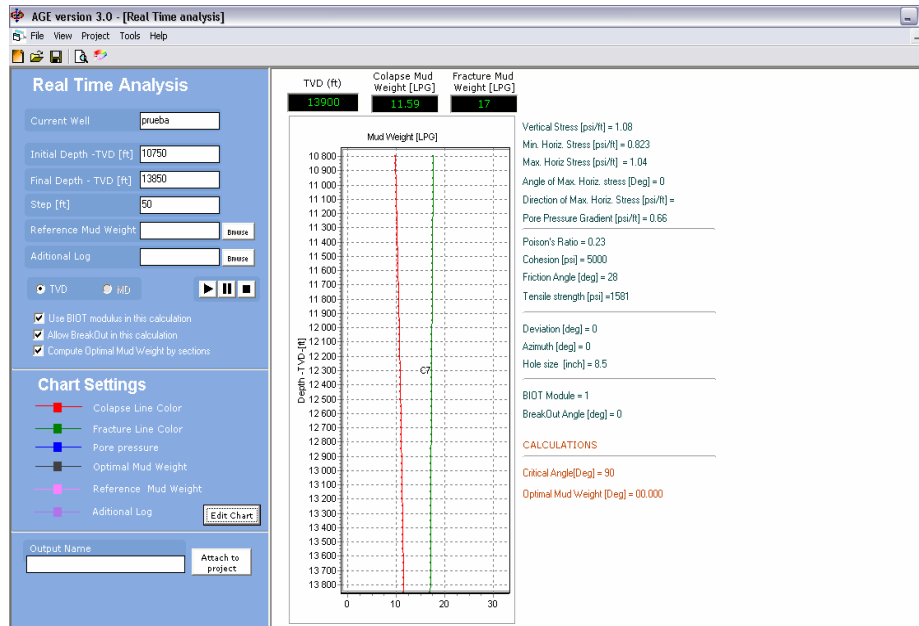 AGE version 3.0 - [Real Time analysis]
File View Project Tools Help
Real Time Analysis
Current Well prueba
Initial Depth -TVD [ft] 10750
Final Depth - TVD [ft] 13850
Step [ft] 50
Reference Mud Weight Browse
Aditional Log Browse
TVD MD
Use BIOT modulus in this calculation
Allow BreakOut in this calculation
Compute Optimal Mud Weight by sections
Chart Settings
Colapse Line Color
Fracture Line Color
Pore pressure
Optimal Mud Weight
Reference Mud Weight
Aditional Log
Edit Chart
Output Name
Attach to
project
TVD (ft)
13900
Colapse Mud
Weight [LPG]
11.59
Fracture Mud
Weight [LPG]
17
Mud Weight [LPG]
Depth -TVD-[ft]
10 800
10 900
11 000
11 100
11 200
11 300
11 400
11 500
11 600
11 700
11 800
11 900
12 000
12 100
12 200
12 300
12 400
12 500
12 600
12 700
12 800
12 900
13 000
13 100
13 200
13 300
13 400
13 500
13 600
13 700
13 800
C7
0 10 20 30
Vertical Stress [psi/ft] = 1.08
Min. Horiz. Stress [psi/ft] = 0.823
Max. Horiz. Stress [psi/ft] = 1.04
Angle of Max. Horiz. stress [Deg] = 0
Direction of Max. Horiz. Stress [psi/ft] =
Pore Pressure Gradient [psi/ft] = 0.66
Poison's Ratio = 0.23
Cohesion [psi] = 5000
Friction Angle [deg] = 28
Tensile strength [psi] =1581
Deviation [deg] = 0
Azimuth [deg] = 0
Hole size [inch] = 8.5
BIOT Module = 1
BreakOut Angle [deg] = 0
CALCULATIONS
Critical Angle[Deg] = 90
Optimal Mud Weight [Deg] = 00.000